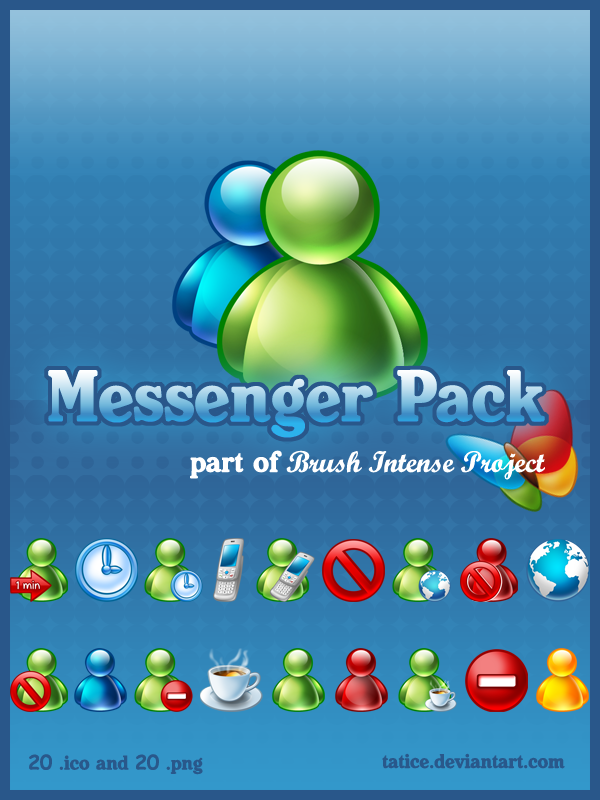 Messenger Pack
part of Brush Intense Project
1 min
20 .ico and 20 .png
tatice.deviantart.com